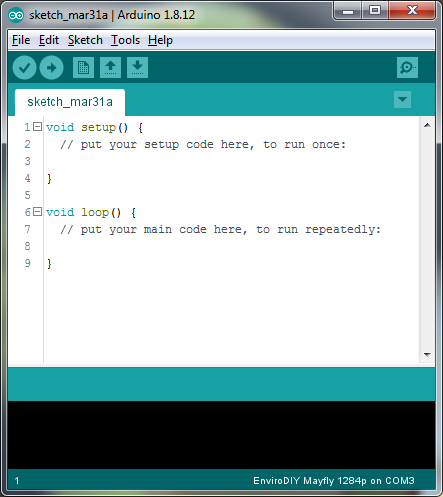 sketch_mar31a | Arduino 1.8.12
File Edit Sketch Tools Help
sketch_mar31a
1 void setup() {
2 // put your setup code here, to run once:
3
4 }
5
6 void loop() {
7 // put your main code here, to run repeatedly:
8
9 }
1 EnviroDIY Mayfly 1284p on COM3